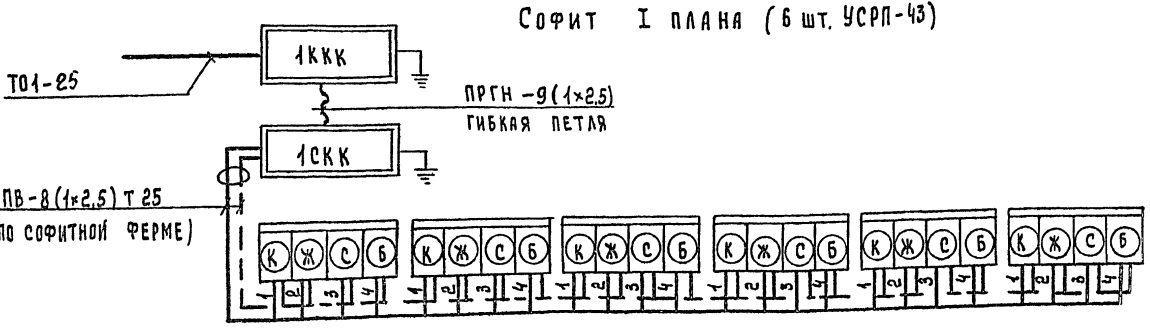 Софит I плана (6 шт. УСРП-43)
1ККК
ТО1-25
ПРГН-9(1×2,5)
ГИБКАЯ ПЕТЛЯ
1СКК
ПВ-8(1×2,5) Т 25
ПО СОФИТНОЙ ФЕРМЕ)
К Ж С Б К Ж С Б К Ж С Б К Ж С Б К Ж С Б К Ж С Б
1 2 3 4 1 2 3 4 1 2 3 4 1 2 3 4 1 2 3 4 1 2 3 4